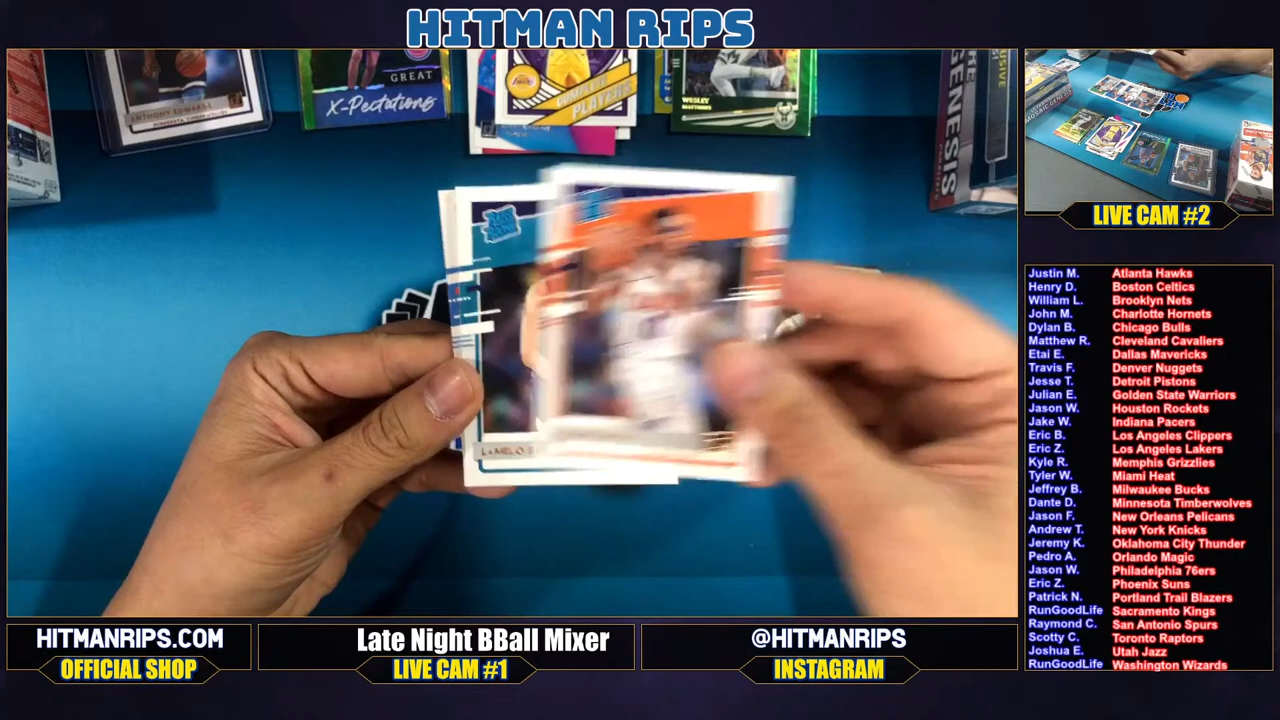 HITMAN RIPS
ANTHONY EDWARDS
GREAT
X-Pectations
COMPLETE
PLAYERS
WESLEY
MATTHEWS
GENESIS
LIVE CAM #2
Justin M. Atlanta Hawks
Henry D. Boston Celtics
William L. Brooklyn Nets
John M. Charlotte Hornets
Dylan B. Chicago Bulls
Matthew R. Cleveland Cavaliers
Etai E. Dallas Mavericks
Travis F. Denver Nuggets
Jesse T. Detroit Pistons
Julian E. Golden State Warriors
Jason W. Houston Rockets
Jake W. Indiana Pacers
Eric B. Los Angeles Clippers
Eric Z. Los Angeles Lakers
Kyle R. Memphis Grizzlies
Tyler W. Miami Heat
Jeffrey B. Milwaukee Bucks
Dante D. Minnesota Timberwolves
Jason F. New Orleans Pelicans
Andrew T. New York Knicks
Jeremy K. Oklahoma City Thunder
Pedro A. Orlando Magic
Jason W. Philadelphia 76ers
Eric Z. Phoenix Suns
Patrick N. Portland Trail Blazers
RunGoodLife Sacramento Kings
Raymond C. San Antonio Spurs
Scotty C. Toronto Raptors
Joshua E. Utah Jazz
RunGoodLife Washington Wizards
HITMANRIPS.COM
OFFICIAL SHOP
Late Night BBall Mixer
LIVE CAM #1
@HITMANRIPS
INSTAGRAM